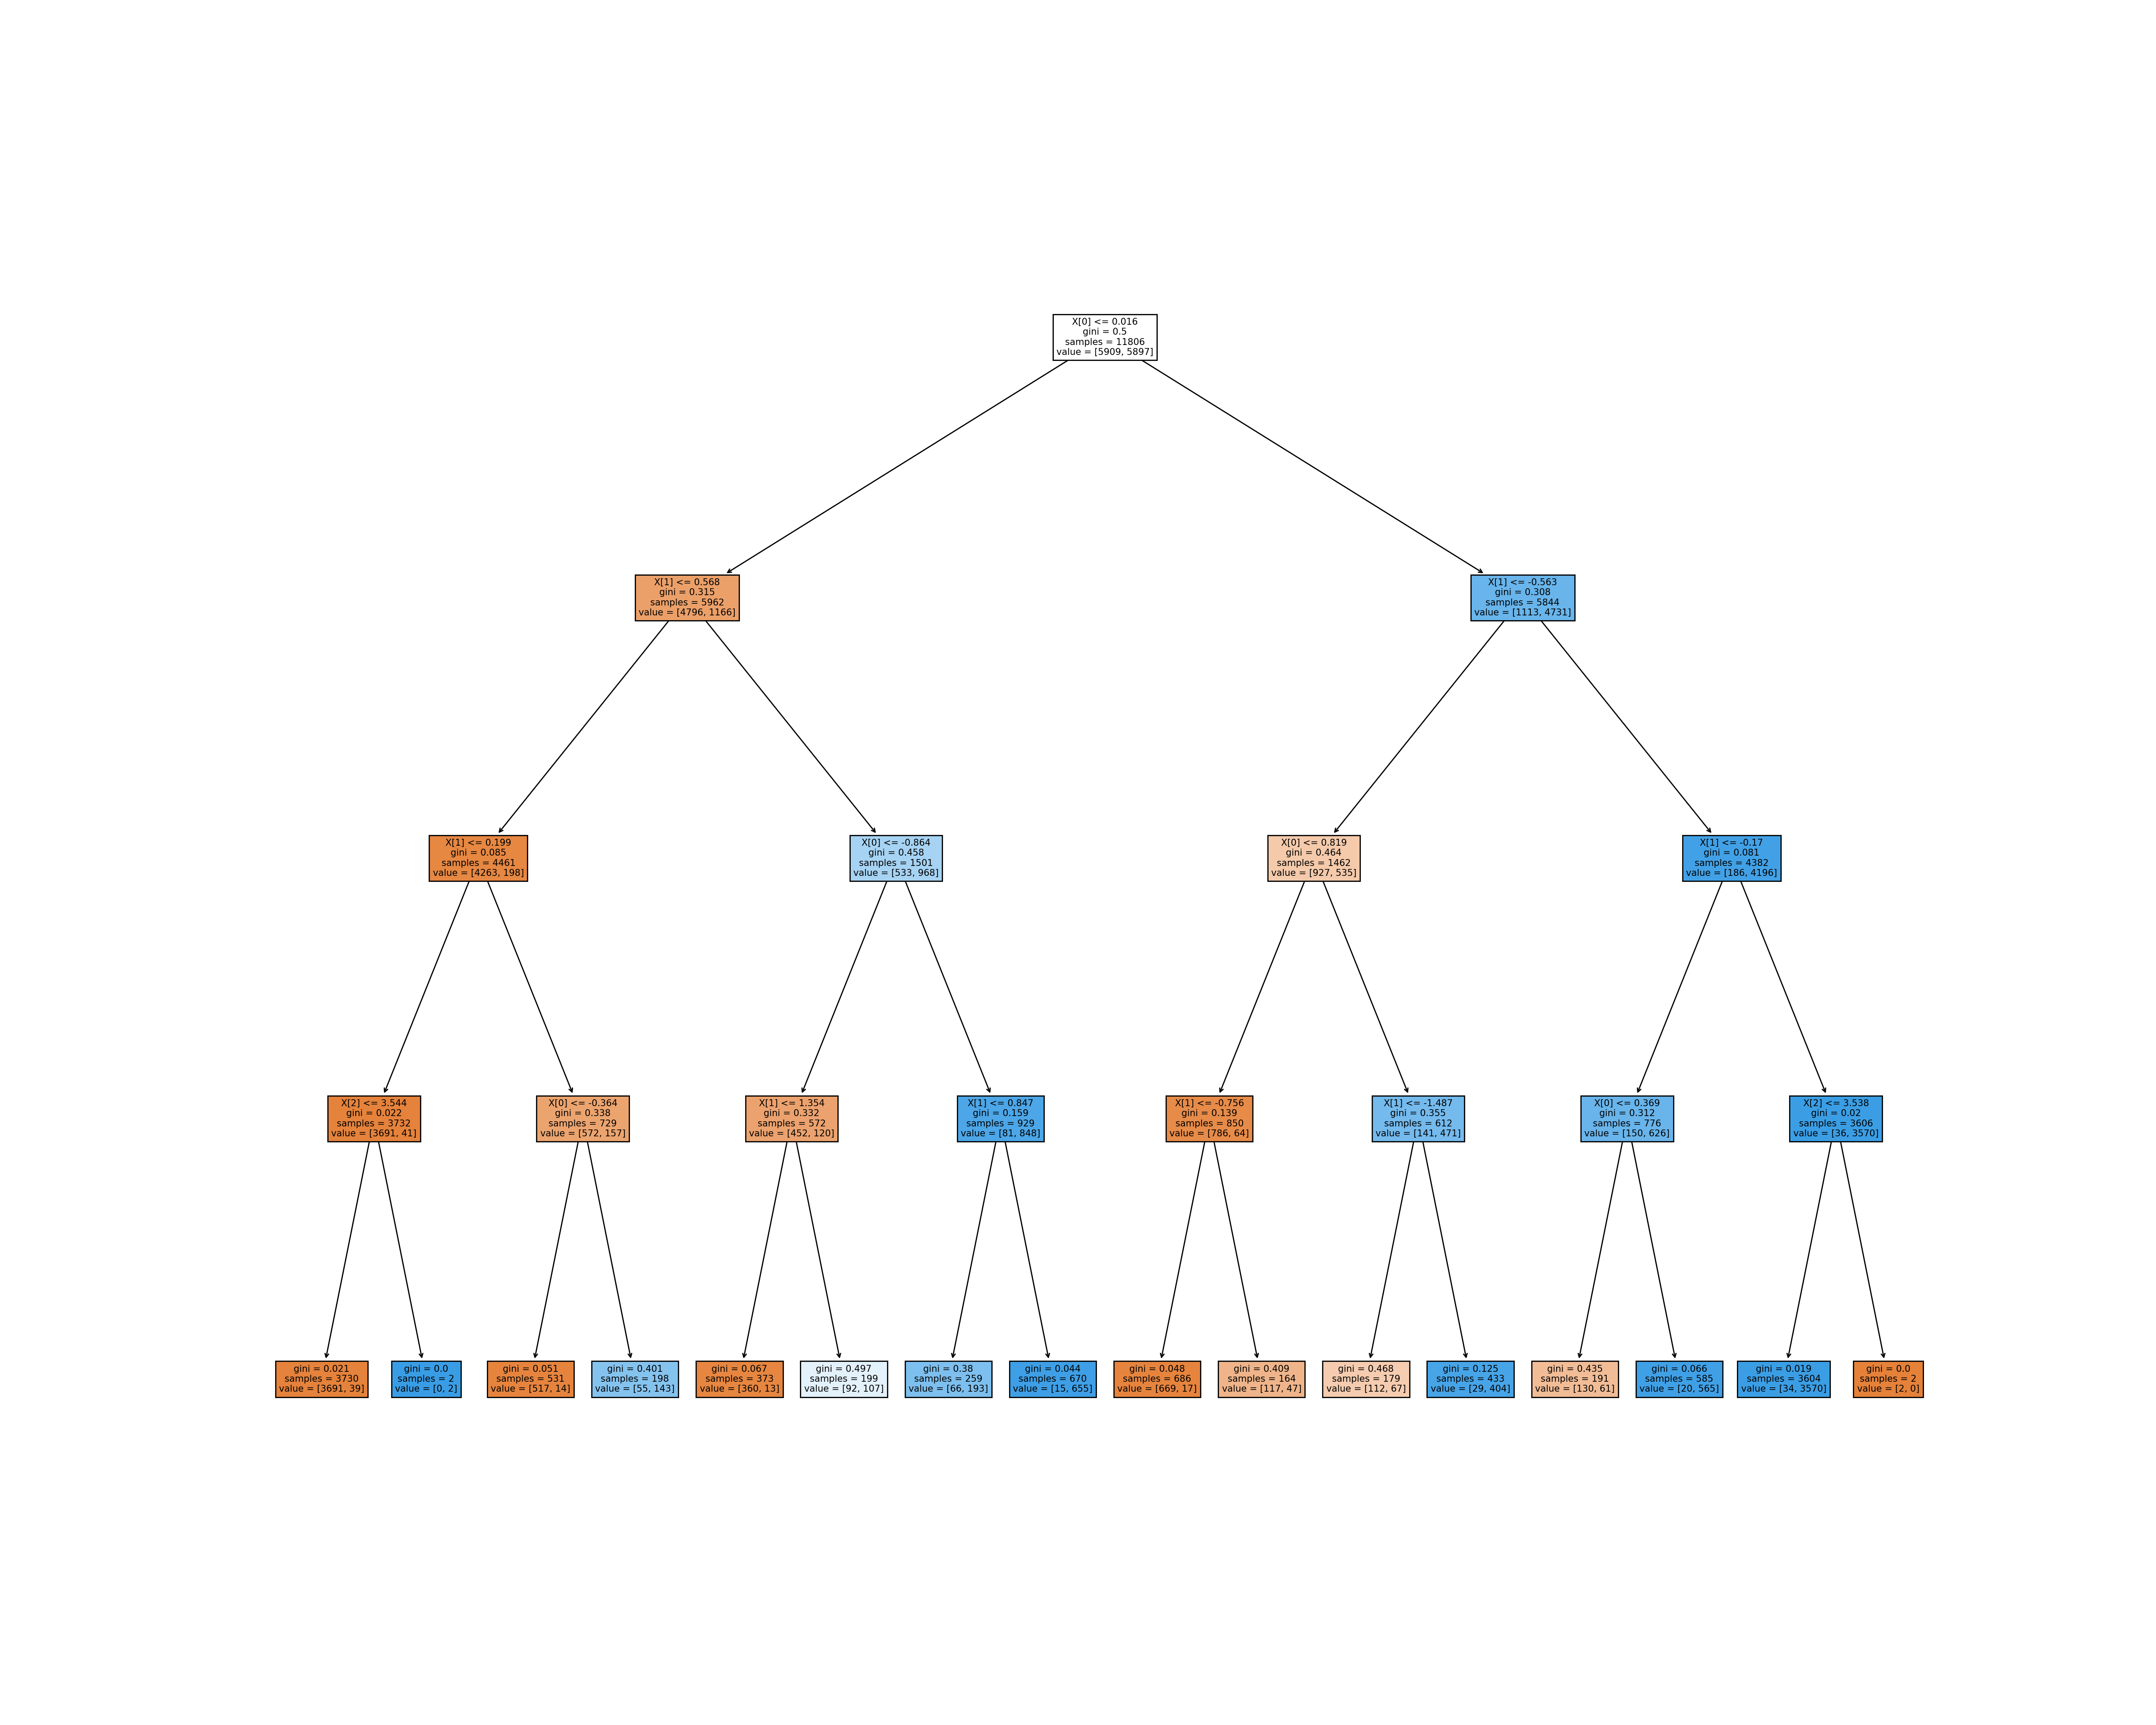 X[0] <= 0.016
gini = 0.5
samples = 11806
value = [5909, 5897]
X[1] <= 0.568
gini = 0.315
samples = 5962
value = [4796, 1166]
X[1] <= -0.563
gini = 0.308
samples = 5844
value = [1113, 4731]
X[1] <= 0.199
gini = 0.085
samples = 4461
value = [4263, 198]
X[0] <= -0.864
gini = 0.458
samples = 1501
value = [533, 968]
X[0] <= 0.819
gini = 0.464
samples = 1462
value = [927, 535]
X[1] <= -0.17
gini = 0.081
samples = 4382
value = [186, 4196]
X[2] <= 3.544
gini = 0.022
samples = 3732
value = [3691, 41]
X[0] <= -0.364
gini = 0.338
samples = 729
value = [572, 157]
X[1] <= 1.354
gini = 0.332
samples = 572
value = [452, 120]
X[1] <= 0.847
gini = 0.159
samples = 929
value = [81, 848]
X[1] <= -0.756
gini = 0.139
samples = 850
value = [786, 64]
X[1] <= -1.487
gini = 0.355
samples = 612
value = [141, 471]
X[0] <= 0.369
gini = 0.312
samples = 776
value = [150, 626]
X[2] <= 3.538
gini = 0.02
samples = 3606
value = [36, 3570]
gini = 0.021
samples = 3730
value = [3691, 39]
gini = 0.0
samples = 2
value = [0, 2]
gini = 0.051
samples = 531
value = [517, 14]
gini = 0.401
samples = 198
value = [55, 143]
gini = 0.067
samples = 373
value = [360, 13]
gini = 0.497
samples = 199
value = [92, 107]
gini = 0.38
samples = 259
value = [66, 193]
gini = 0.044
samples = 670
value = [15, 655]
gini = 0.048
samples = 686
value = [669, 17]
gini = 0.409
samples = 164
value = [117, 47]
gini = 0.468
samples = 179
value = [112, 67]
gini = 0.125
samples = 433
value = [29, 404]
gini = 0.435
samples = 191
value = [130, 61]
gini = 0.066
samples = 585
value = [20, 565]
gini = 0.019
samples = 3604
value = [34, 3570]
gini = 0.0
samples = 2
value = [2, 0]